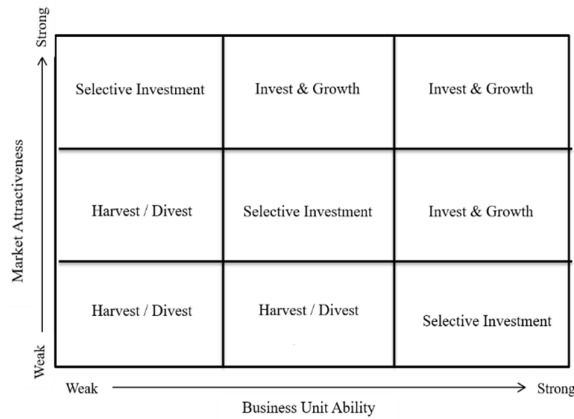 Strong
Selective Investment
Invest & Growth
Invest & Growth
Market Attractiveness
Harvest / Divest
Selective Investment
Invest & Growth
Harvest / Divest
Harvest / Divest
Selective Investment
Weak
Weak
Strong
Business Unit Ability